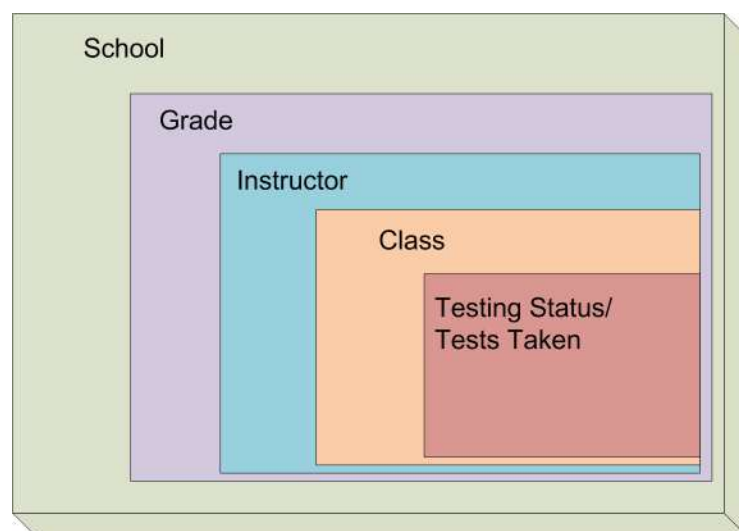 School
Grade
Instructor
Class
Testing Status/
Tests Taken